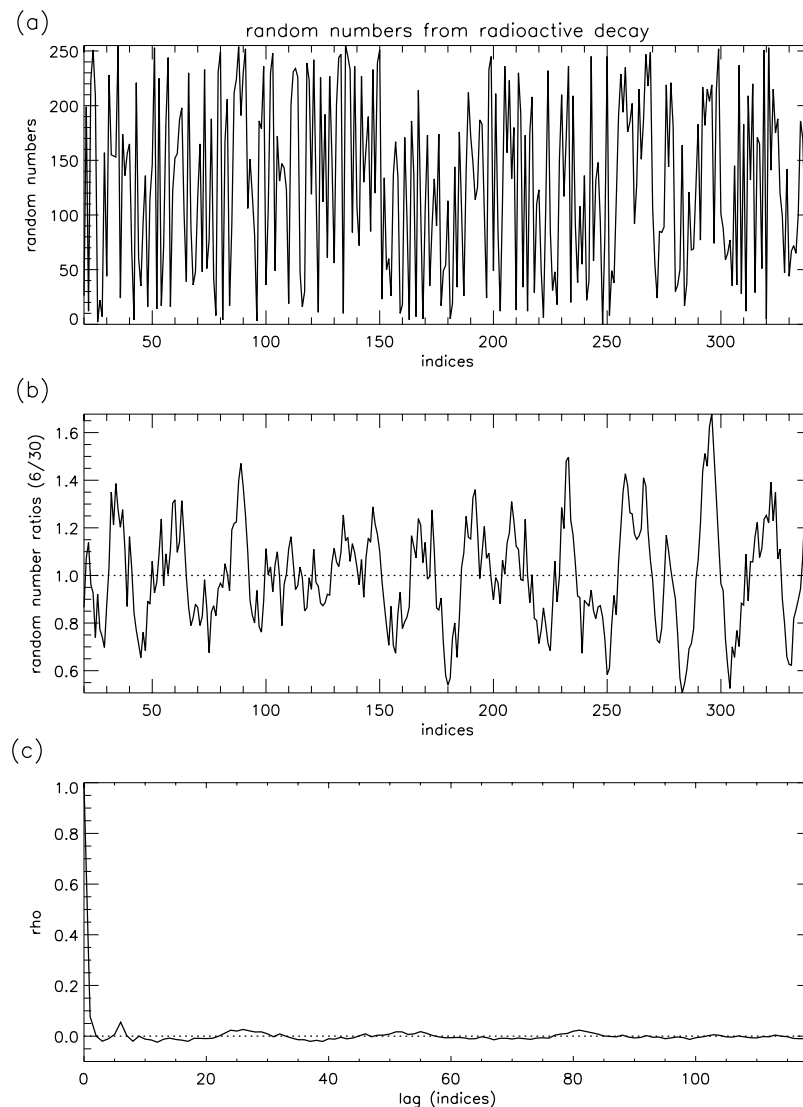 (a)
random numbers from radioactive decay
250
200
150
100
50
0
random numbers
50 100 150 200 250 300
indices
(b)
1.6
1.4
1.2
1.0
0.8
0.6
random number ratios (6/30)
50 100 150 200 250 300
indices
(c)
1.0
0.8
0.6
0.4
0.2
0.0
rho
0 20 40 60 80 100
lag (indices)